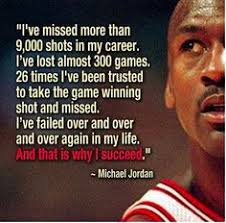 "I've missed more than
9,000 shots in my career.
I've lost almost 300 games.
26 times I've been trusted
to take the game winning
shot and missed.
I've failed over and over
and over again in my life.
And that is why I succeed."
~ Michael Jordan